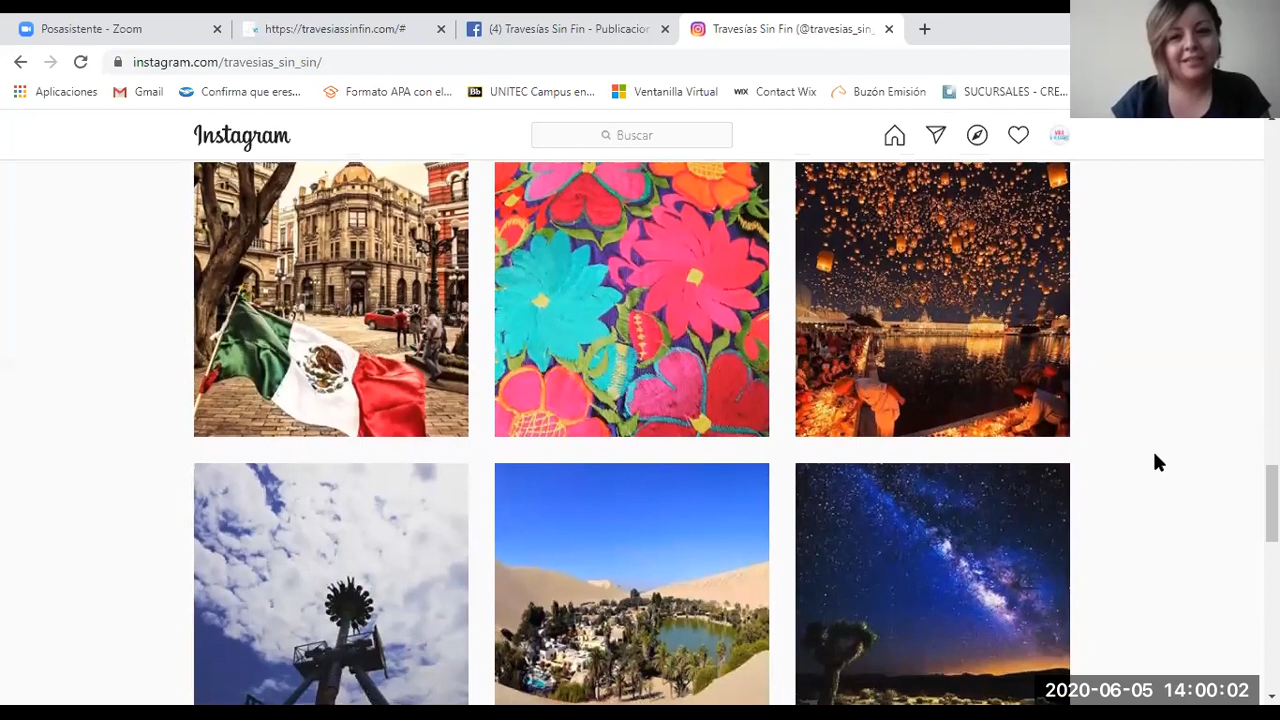 Posasistente - Zoom
https://travesiassinfin.com/#
(4) Travesías Sin Fin - Publicacior
Travesías Sin Fin (@travesias_sin_
instagram.com/travesias_sin_sin/
Aplicaciones
Gmail
Confirma que eres...
Formato APA con el...
Bb
UNITEC Campus en...
Ventanilla Virtual
WIX
Contact Wix
Buzón Emisión
SUCURSALES - CRE...
Instagram
Buscar
2020-06-05 14:00:02